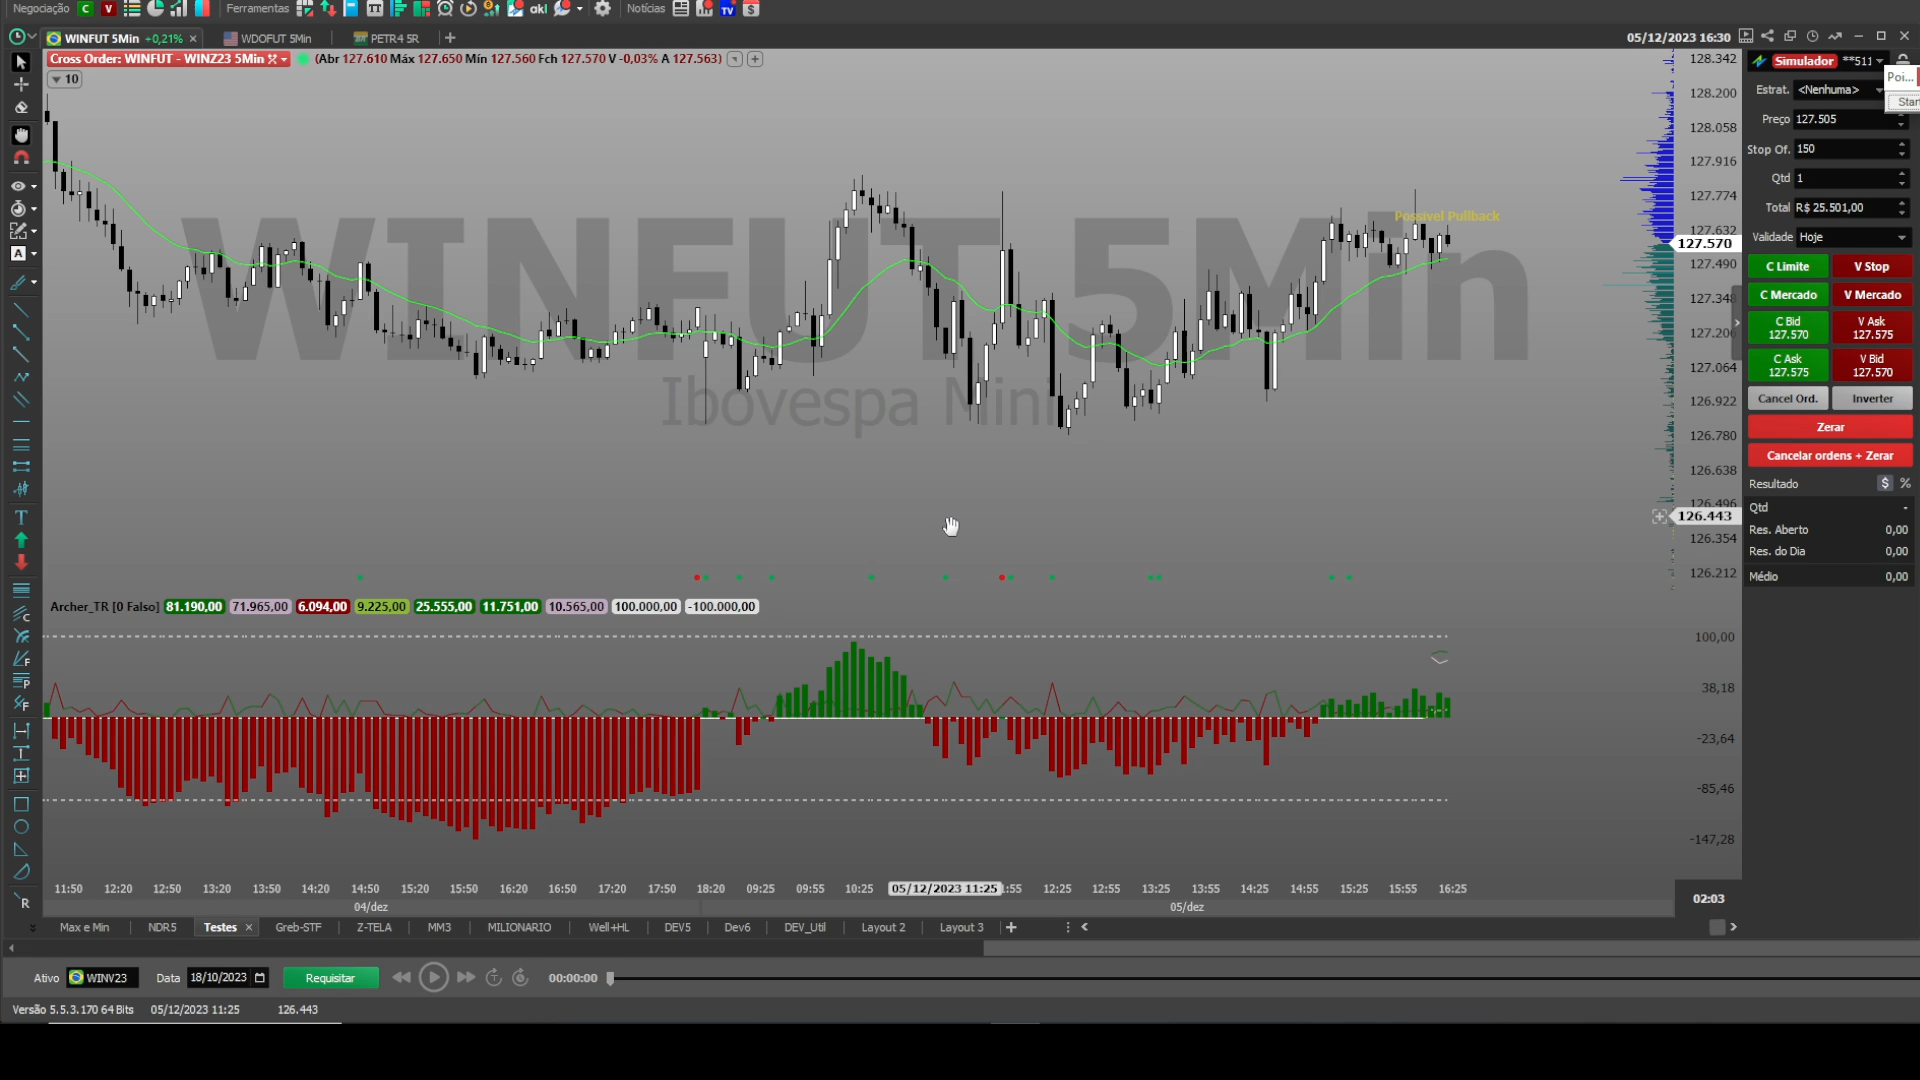 Negociação C V Ferramentas TT akl Notícias TV $
WINFUT 5Min +0,21% × WDOFUT 5Min PETR4 5R + 05/12/2023 16:30
Cross Order: WINFUT - WINZ23 5Min (Abr 127.610 Máx 127.650 Mín 127.560 Fch 127.570 V -0,03% A 127.563)
10
WINFUT 5Min
Ibovespa Mini
Possível Pullback
128.342
128.200
128.058
127.916
127.774
127.632
127.570
127.490
127.348
127.206
127.064
126.922
126.780
126.638
126.496
126.443
126.354
126.212
Simulador **511
Poi...
Start
Estrat. <Nenhuma>
Preço 127.505
Stop Of. 150
Qtd 1
Total R$ 25.501,00
Validade Hoje
C Limite V Stop
C Mercado V Mercado
C Bid V Ask
127.570 127.575
C Ask V Bid
127.575 127.570
Cancel Ord. Inverter
Zerar
Cancelar ordens + Zerar
Resultado $ %
Qtd -
Res. Aberto 0,00
Res. do Dia 0,00
Médio 0,00
Archer_TR [0 Falso] 81.190,00 71.965,00 6.094,00 9.225,00 25.555,00 11.751,00 10.565,00 100.000,00 -100.000,00
100,00
38,18
-23,64
-85,46
-147,28
11:50 12:20 12:50 13:20 13:50 14:20 14:50 15:20 15:50 16:20 16:50 17:20 17:50 18:20 09:25 09:55 10:25 05/12/2023 11:25 :55 12:25 12:55 13:25 13:55 14:25 14:55 15:25 15:55 16:25
02:03
04/dez 05/dez
Max e Min NDR5 Testes × Greb-STF Z-TELA MM3 MILIONARIO Well+HL DEV5 Dev6 DEV_Util Layout 2 Layout 3 +
Ativo WINV23 Data 18/10/2023 Requisitar 00:00:00
Versão 5.5.3.170 64 Bits 05/12/2023 11:25 126.443